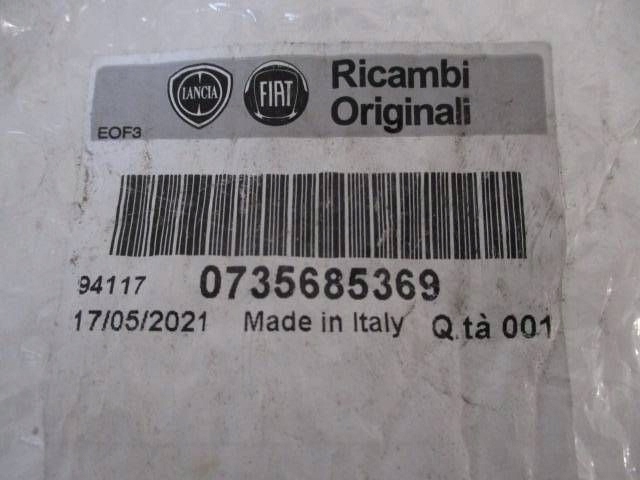 LANCIA FIAT Ricambi
Originali
EOF3
94117 0735685369
17/05/2021 Made in Italy Q.tà 001